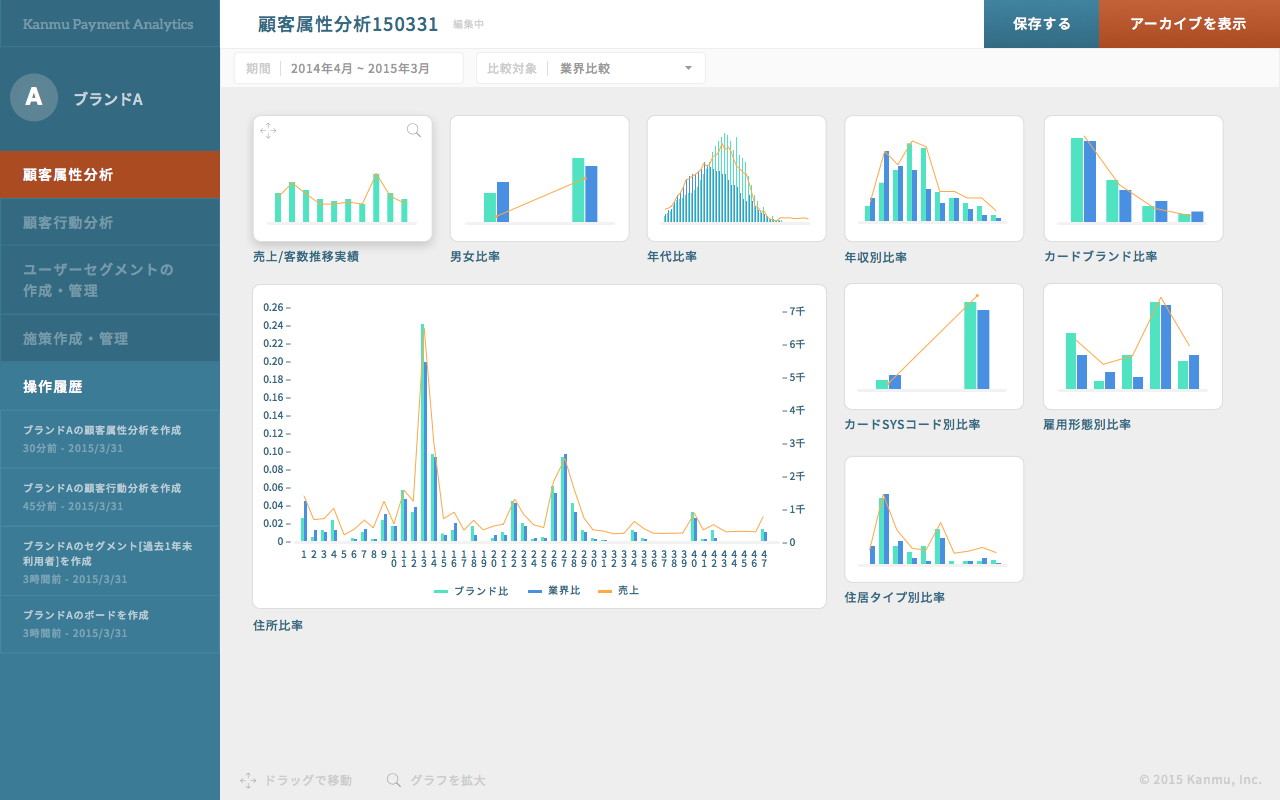 Kanmu Payment Analytics
A
ブランドA
顧客属性分析
顧客行動分析
ユーザーセグメントの
作成・管理
施策作成・管理
操作履歴
ブランドAの顧客属性分析を作成
30分前 - 2015/3/31
ブランドAの顧客行動分析を作成
45分前 - 2015/3/31
ブランドAのセグメント[過去1年未
利用者]を作成
3時間前 - 2015/3/31
ブランドAのボードを作成
3時間前 - 2015/3/31
顧客属性分析150331 編集中
保存する
アーカイブを表示
期間 2014年4月 ~ 2015年3月
比較対象 業界比較
売上/客数推移実績
男女比率
年代比率
年収別比率
カードブランド比率
0.26
0.24
0.22
0.20
0.18
0.16
0.14
0.12
0.10
0.08
0.06
0.04
0.02
0
7千
6千
5千
4千
3千
2千
1千
0
1 2 3 4 5 6 7 8 9 10 11 12 13 14 15 16 17 18 19 20 21 22 23 24 25 26 27 28 29 30 31 32 33 34 35 36 37 38 39 40 41 42 43 44 45 46 47
ブランド比 業界比 売上
住所比率
カードSYSコード別比率
雇用形態別比率
住居タイプ別比率
ドラッグで移動
グラフを拡大
© 2015 Kanmu, Inc.